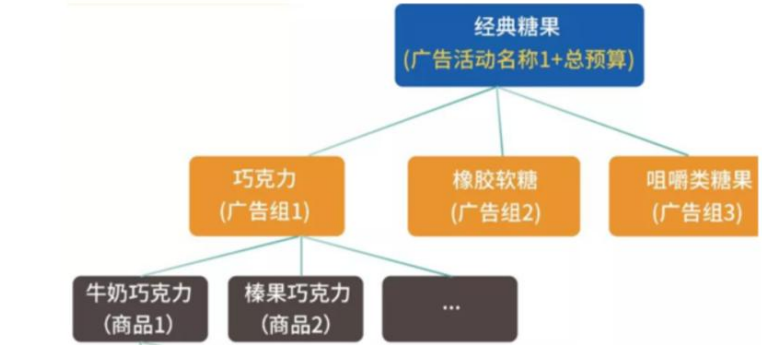 经典糖果
(广告活动名称1+总预算)
巧克力
(广告组1)
橡胶软糖
(广告组2)
咀嚼类糖果
(广告组3)
牛奶巧克力
(商品1)
榛果巧克力
(商品2)
...